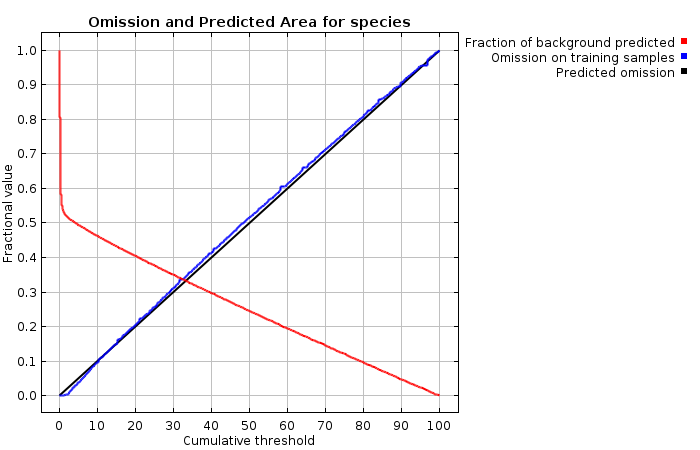 Omission and Predicted Area for species
Fraction of background predicted
Omission on training samples
Predicted omission
Fractional value
1.0
0.9
0.8
0.7
0.6
0.5
0.4
0.3
0.2
0.1
0.0
0 10 20 30 40 50 60 70 80 90 100
Cumulative threshold